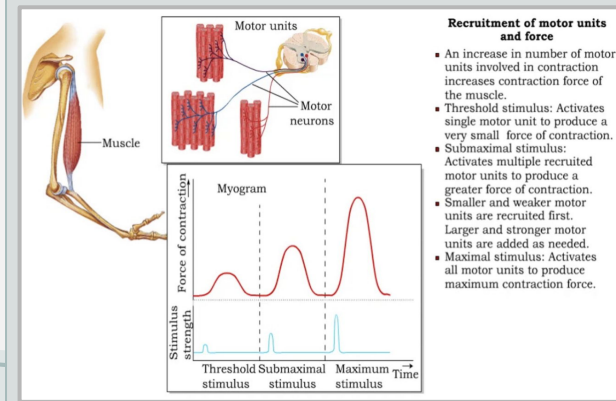 Recruitment of motor units
and force
▪ An increase in number of motor
units involved in contraction
increases contraction force of
the muscle.
▪ Threshold stimulus: Activates
single motor unit to produce a
very small force of contraction.
▪ Submaximal stimulus:
Activates multiple recruited
motor units to produce a
greater force of contraction.
▪ Smaller and weaker motor
units are recruited first.
Larger and stronger motor
units are added as needed.
▪ Maximal stimulus: Activates
all motor units to produce
maximum contraction force.
Motor units
Motor
neurons
Muscle
Myogram
Force of contraction
Stimulus
strength
Threshold
stimulus
Submaximal
stimulus
Maximum
stimulus
Time